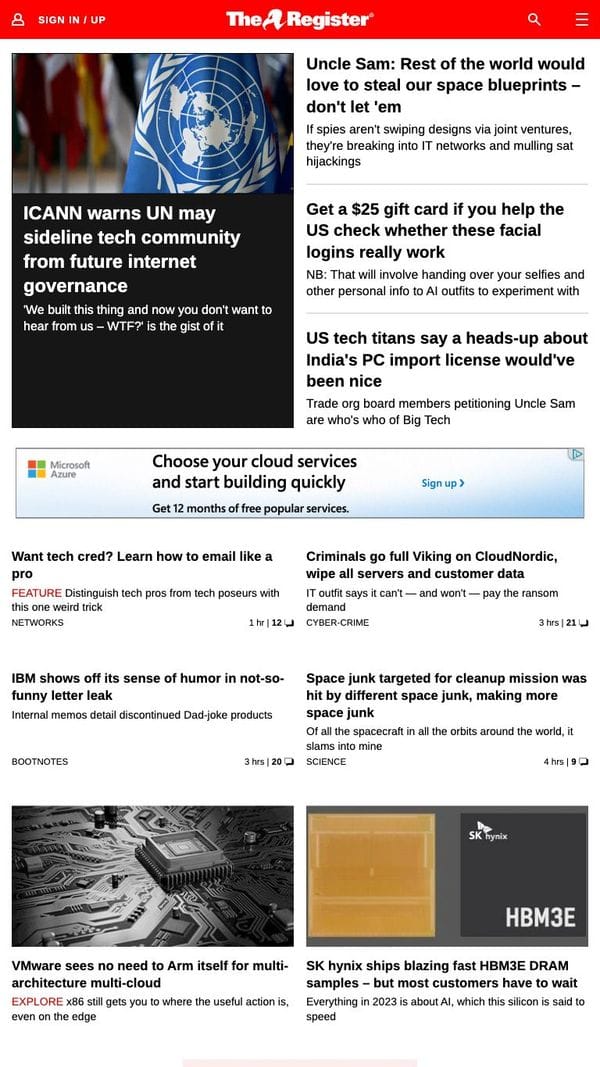 SIGN IN / UP
The Register®
ICANN warns UN may
sideline tech community
from future internet
governance
'We built this thing and now you don't want to
hear from us – WTF?' is the gist of it
Uncle Sam: Rest of the world would
love to steal our space blueprints –
don't let 'em
If spies aren't swiping designs via joint ventures,
they're breaking into IT networks and mulling sat
hijackings
Get a $25 gift card if you help the
US check whether these facial
logins really work
NB: That will involve handing over your selfies and
other personal info to AI outfits to experiment with
US tech titans say a heads-up about
India's PC import license would've
been nice
Trade org board members petitioning Uncle Sam
are who's who of Big Tech
Microsoft
Azure
Choose your cloud services
and start building quickly
Get 12 months of free popular services.
Sign up
Want tech cred? Learn how to email like a
pro
FEATURE Distinguish tech pros from tech poseurs with
this one weird trick
NETWORKS 1 hr | 12
Criminals go full Viking on CloudNordic,
wipe all servers and customer data
IT outfit says it can't — and won't — pay the ransom
demand
CYBER-CRIME 3 hrs | 21
IBM shows off its sense of humor in not-so-
funny letter leak
Internal memos detail discontinued Dad-joke products
BOOTNOTES 3 hrs | 20
Space junk targeted for cleanup mission was
hit by different space junk, making more
space junk
Of all the spacecraft in all the orbits around the world, it
slams into mine
SCIENCE 4 hrs | 9
VMware sees no need to Arm itself for multi-
architecture multi-cloud
EXPLORE x86 still gets you to where the useful action is,
even on the edge
SK hynix
HBM3E
SK hynix ships blazing fast HBM3E DRAM
samples – but most customers have to wait
Everything in 2023 is about AI, which this silicon is said to
speed